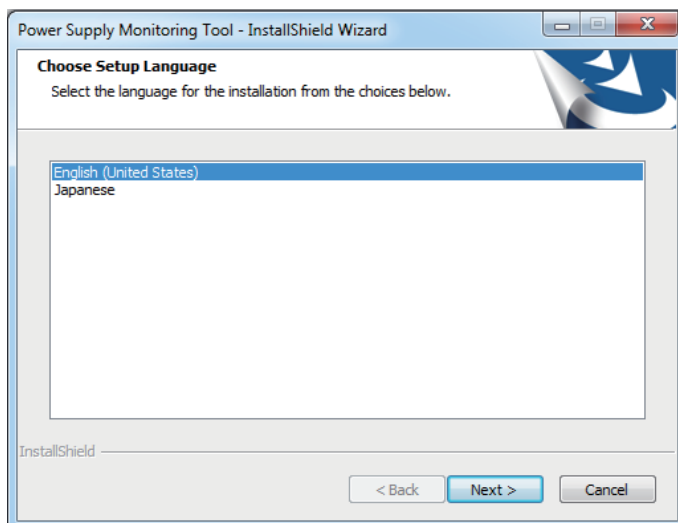 Power Supply Monitoring Tool - InstallShield Wizard
Choose Setup Language
Select the language for the installation from the choices below.
English (United States)
Japanese
InstallShield
< Back
Next >
Cancel